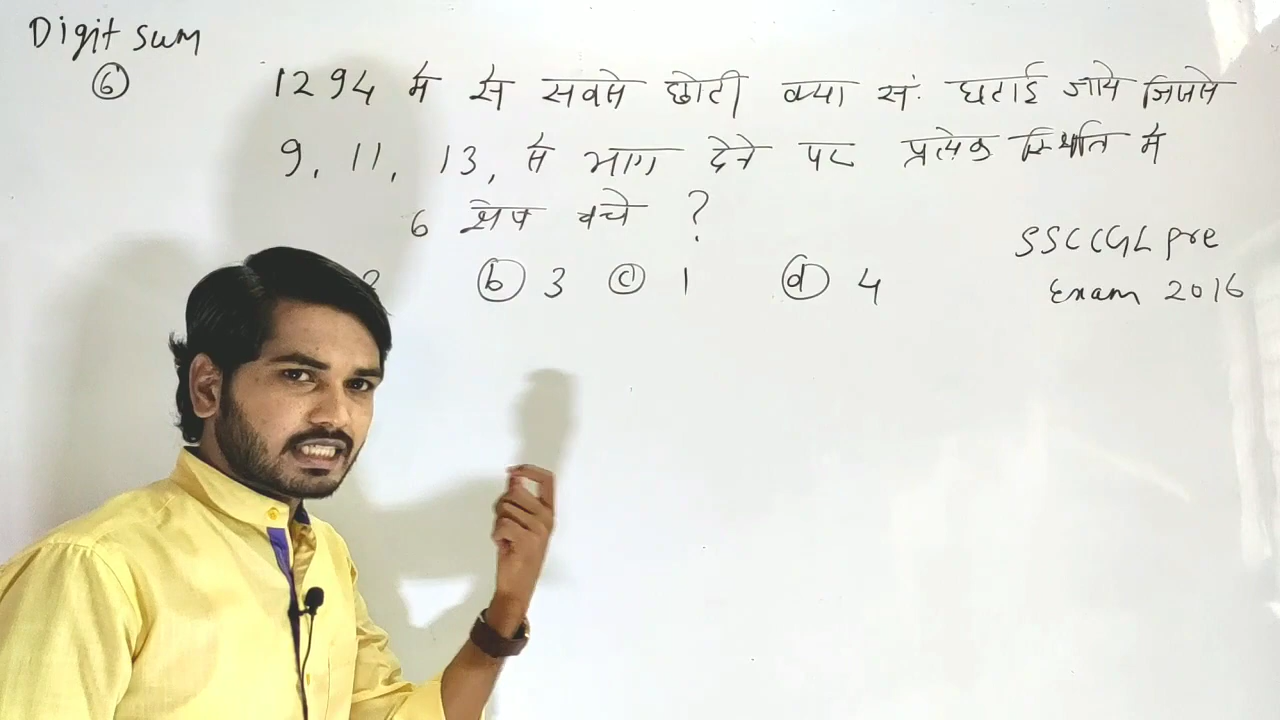 Digit sum
⑥ 1294 में से सबसे छोटी क्या सं. घटाई जाये जिससे
9, 11, 13, से भाग देने पर प्रत्येक स्थिति में
6 शेष बचे ?
SSC CGL pre
ⓑ 3 ⓒ 1 ⓓ 4
Exam 2016